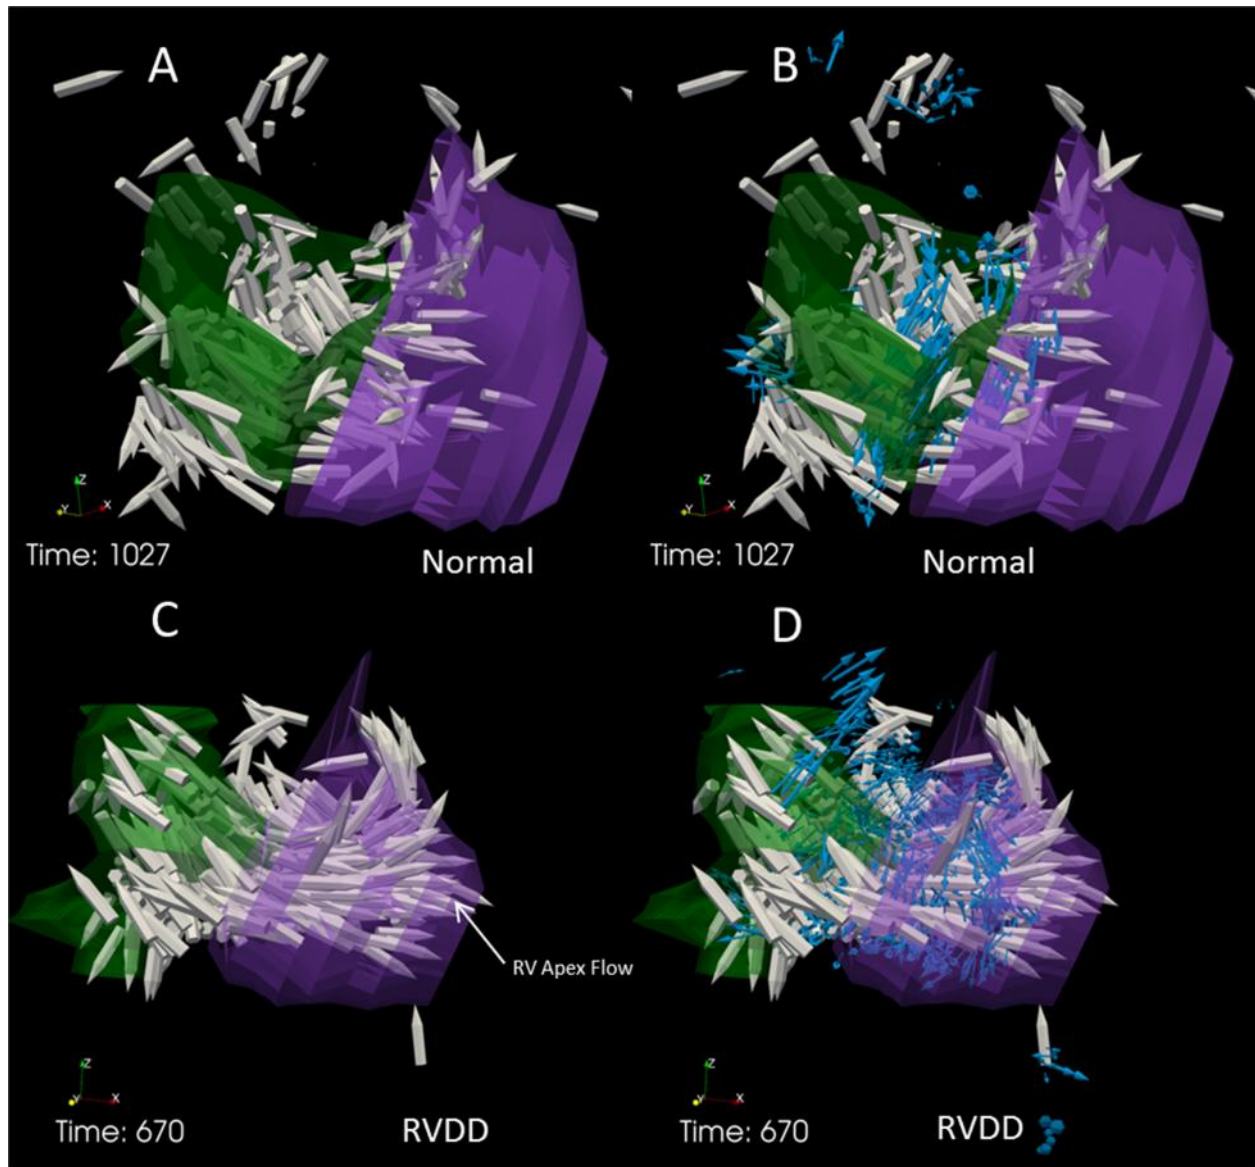 A
B
Z
Y
X
Time: 1027
Normal
Z
Y
X
Time: 1027
Normal
C
D
RV Apex Flow
Z
Y
X
Time: 670
RVDD
Z
Y
X
Time: 670
RVDD